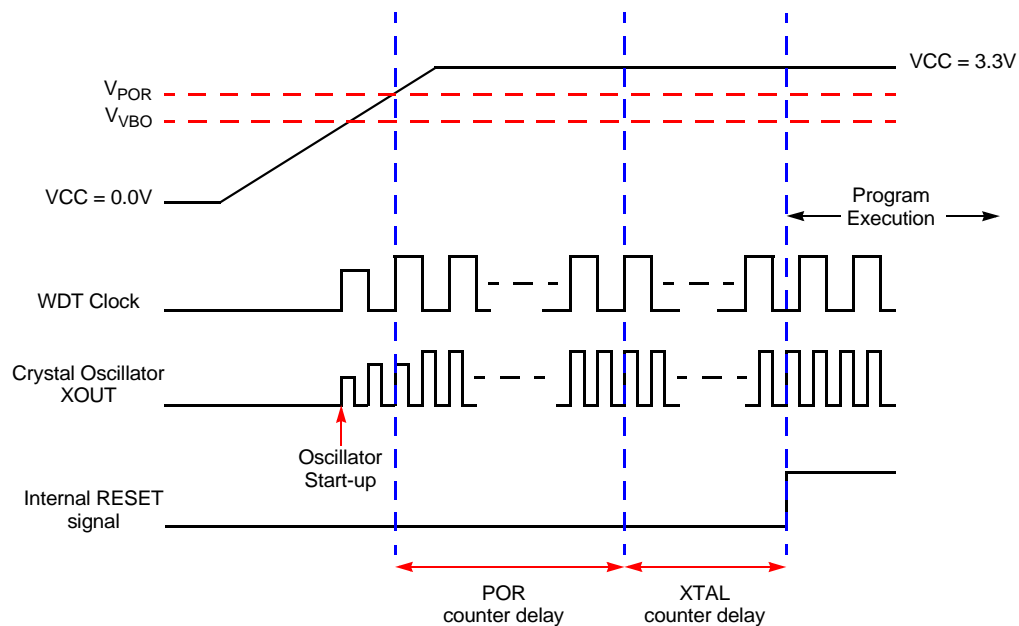 VCC = 3.3V
VPOR
VVBO
VCC = 0.0V
Program
Execution
WDT Clock
Crystal Oscillator
XOUT
Oscillator
Start-up
Internal RESET
signal
POR
counter delay
XTAL
counter delay